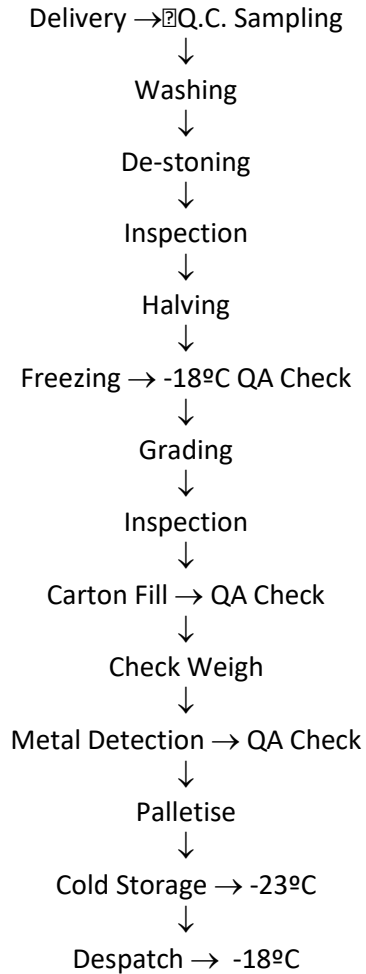 Delivery →⍰Q.C. Sampling
↓
Washing
↓
De-stoning
↓
Inspection
↓
Halving
↓
Freezing → -18ºC QA Check
↓
Grading
↓
Inspection
↓
Carton Fill → QA Check
↓
Check Weigh
↓
Metal Detection → QA Check
↓
Palletise
↓
Cold Storage → -23ºC
↓
Despatch → -18ºC